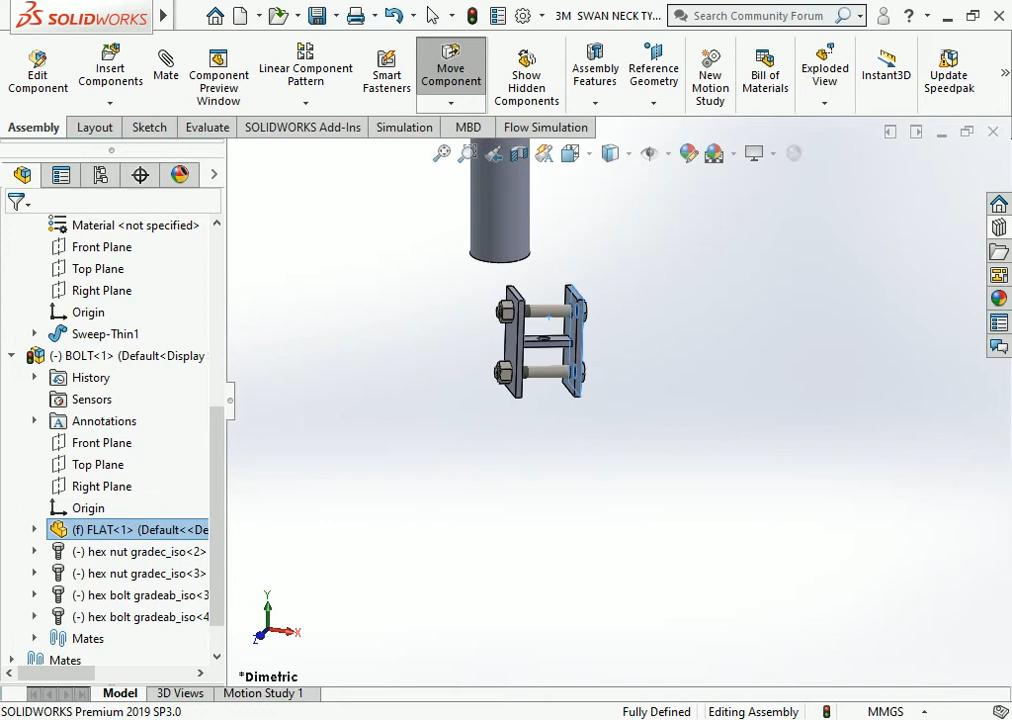 SOLIDWORKS
3M SWAN NECK TY...
Search Community Forum
?
Edit Component
Insert Components
Mate
Component Preview Window
Linear Component Pattern
Smart Fasteners
Move Component
Show Hidden Components
Assembly Features
Reference Geometry
New Motion Study
Bill of Materials
Exploded View
Instant3D
Update Speedpak
Assembly
Layout
Sketch
Evaluate
SOLIDWORKS Add-Ins
Simulation
MBD
Flow Simulation
Material <not specified>
Front Plane
Top Plane
Right Plane
Origin
Sweep-Thin1
(-) BOLT<1> (Default<Display
History
Sensors
Annotations
Front Plane
Top Plane
Right Plane
Origin
(f) FLAT<1> (Default<<De
(-) hex nut gradec_iso<2>
(-) hex nut gradec_iso<3>
(-) hex bolt gradeab_iso<3
(-) hex bolt gradeab_iso<4
Mates
Mates
Y
X
Z
*Dimetric
Model
3D Views
Motion Study 1
SOLIDWORKS Premium 2019 SP3.0
Fully Defined
Editing Assembly
MMGS